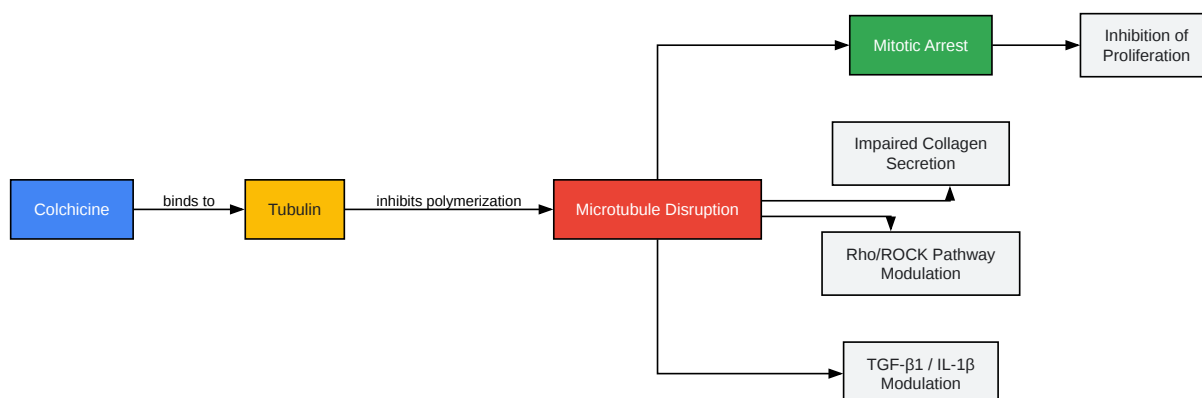 Mitotic Arrest
Inhibition of
Proliferation
Impaired Collagen
Secretion
Colchicine
binds to
Tubulin
inhibits polymerization
Microtubule Disruption
Rho/ROCK Pathway
Modulation
TGF-β1 / IL-1β
Modulation